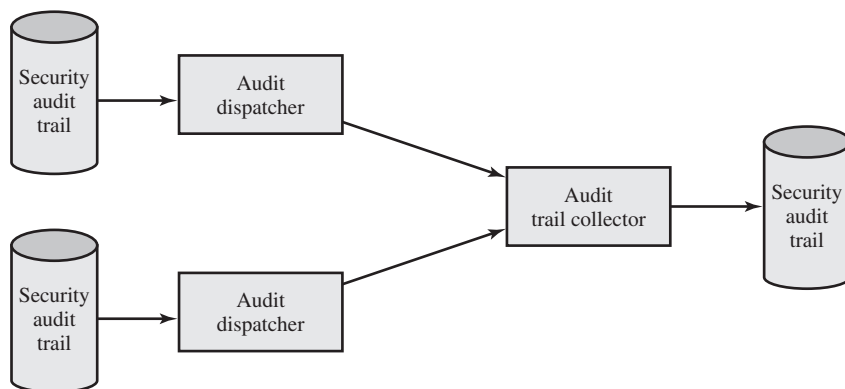 Security
audit
trail
Audit
dispatcher
Audit
trail collector
Security
audit
trail
Security
audit
trail
Audit
dispatcher